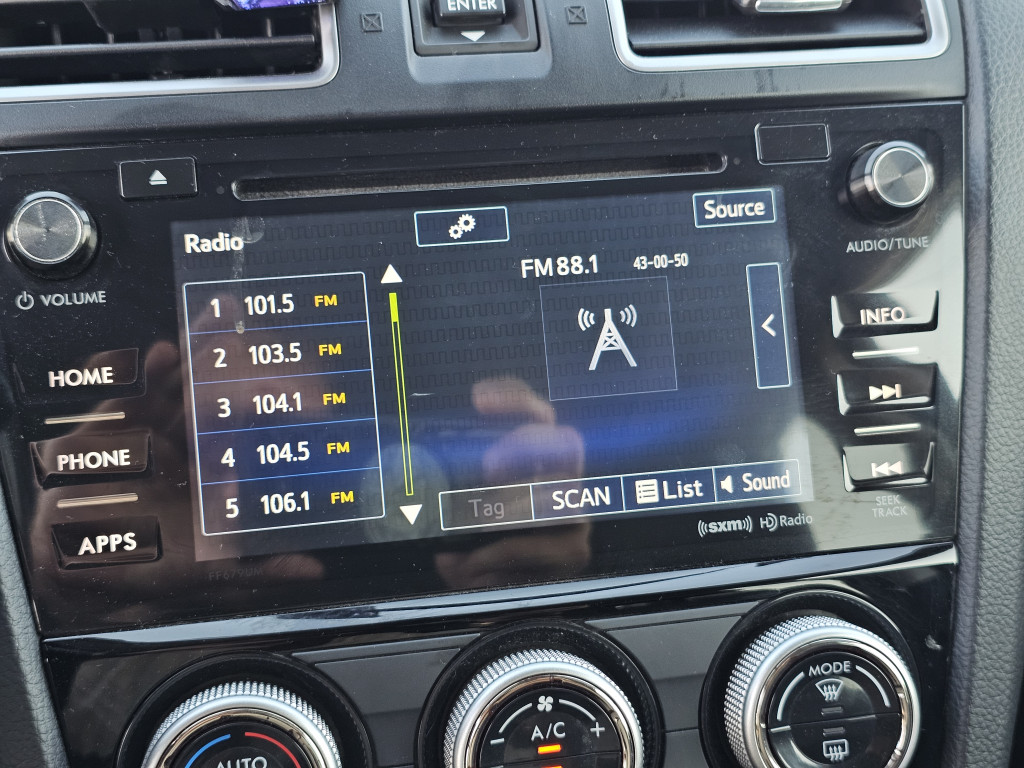 ENTER
Radio
Source
FM 88.1 43-00-50
1 101.5 FM
2 103.5 FM
3 104.1 FM
4 104.5 FM
5 106.1 FM
Tag SCAN List Sound
((sxm)) HD Radio
VOLUME
HOME
PHONE
APPS
AUDIO/TUNE
INFO
SEEK
TRACK
AUTO
A/C
- +
MODE